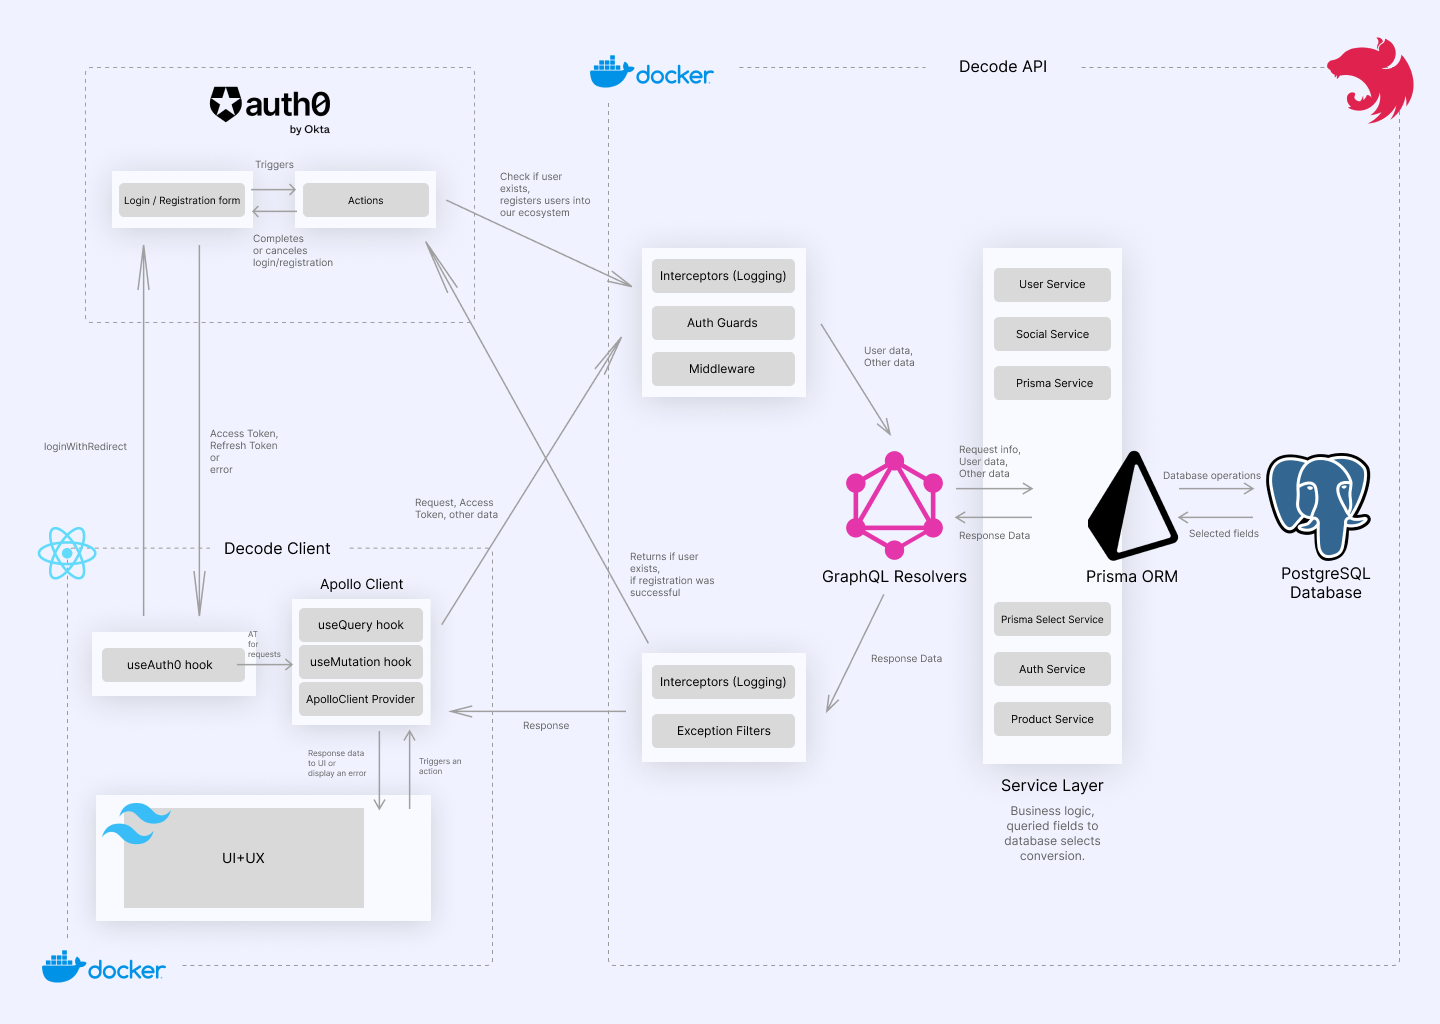 docker
Decode API
auth0
by Okta
Triggers
Login / Registration form
Actions
Completes
or canceles
login/registration
Check if user
exists,
registers users into
our ecosystem
Interceptors (Logging)
Auth Guards
Middleware
User data,
Other data
User Service
Social Service
Prisma Service
loginWithRedirect
Access Token,
Refresh Token
or
error
Request, Access
Token, other data
Request info,
User data,
Other data
Response Data
Database operations
Selected fields
GraphQL Resolvers
Prisma ORM
PostgreSQL
Database
Decode Client
Apollo Client
useQuery hook
useMutation hook
ApolloClient Provider
AT
for
requests
useAuth0 hook
Returns if user
exists,
if registration was
successful
Response Data
Prisma Select Service
Auth Service
Product Service
Interceptors (Logging)
Exception Filters
Response
Response data
to UI or
display an error
Triggers an
action
Service Layer
Business logic,
queried fields to
database selects
conversion.
UI+UX
docker